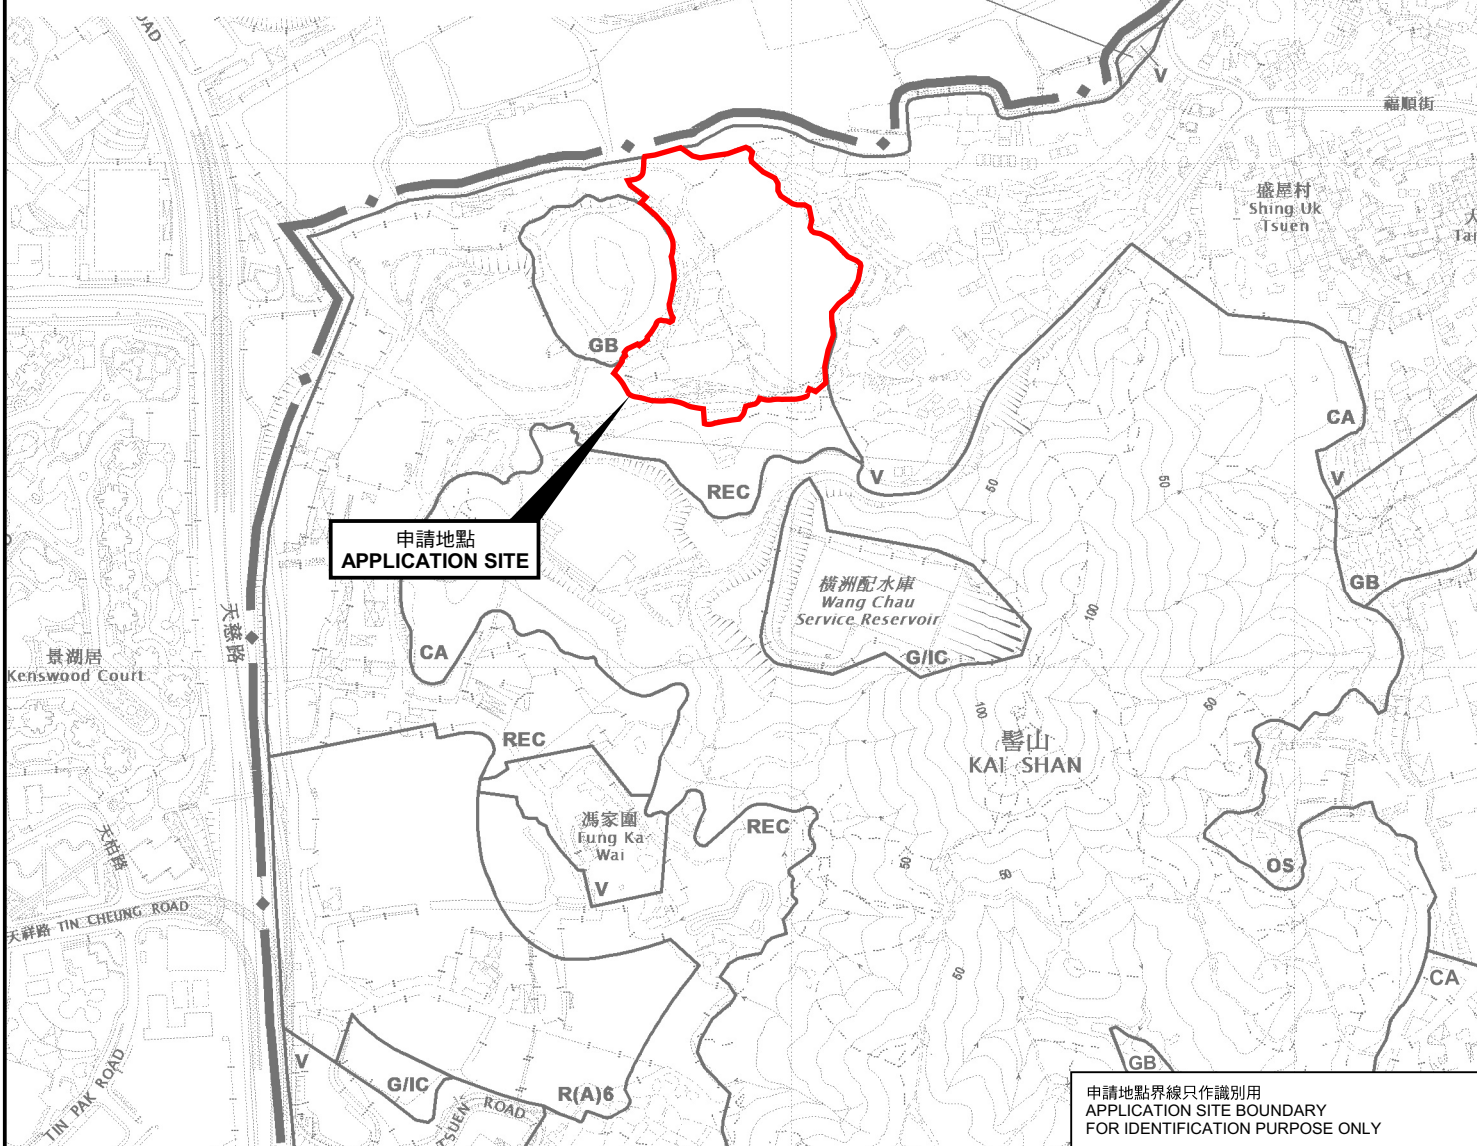 ROAD
V
福順街
盛屋村
Shing Uk
Tsuen
GB
CA
V
REC
V
50
50
申請地點
APPLICATION SITE
橫洲配水庫
Wang Chau
Service Reservoir
G/IC
GB
100
天慈路
景湖居
Kenswood Court
CA
50
100
REC
髻山
KAI SHAN
馮家圍
Fung Ka
Wai
V
REC
天柏路
50
50
OS
天祥路 TIN CHEUNG ROAD
50
CA
TIN PAK ROAD
V
G/IC
R(A)6
TSUEN ROAD
GB
申請地點界線只作識別用
APPLICATION SITE BOUNDARY
FOR IDENTIFICATION PURPOSE ONLY